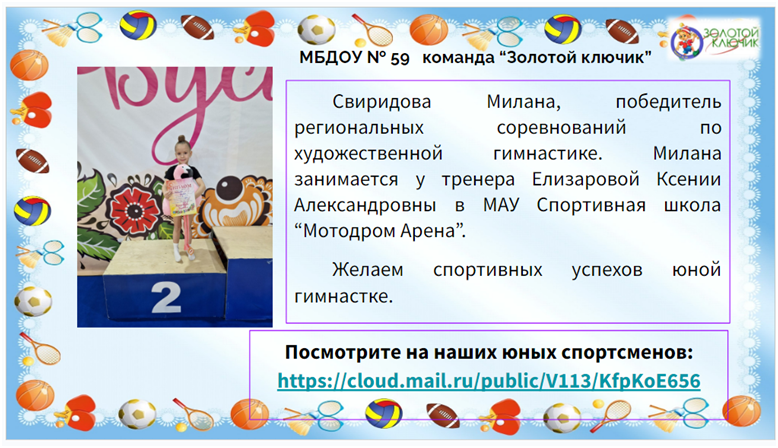 ЗОЛОТОЙ
КЛЮЧИК
МБДОУ № 59 команда “Золотой ключик”
Свиридова Милана, победитель
региональных соревнований по
художественной гимнастике. Милана
занимается у тренера Елизаровой Ксении
Александровны в МАУ Спортивная школа
“Мотодром Арена”.
Желаем спортивных успехов юной
гимнастке.
2
Посмотрите на наших юных спортсменов:
https://cloud.mail.ru/public/V113/KfpKoE656